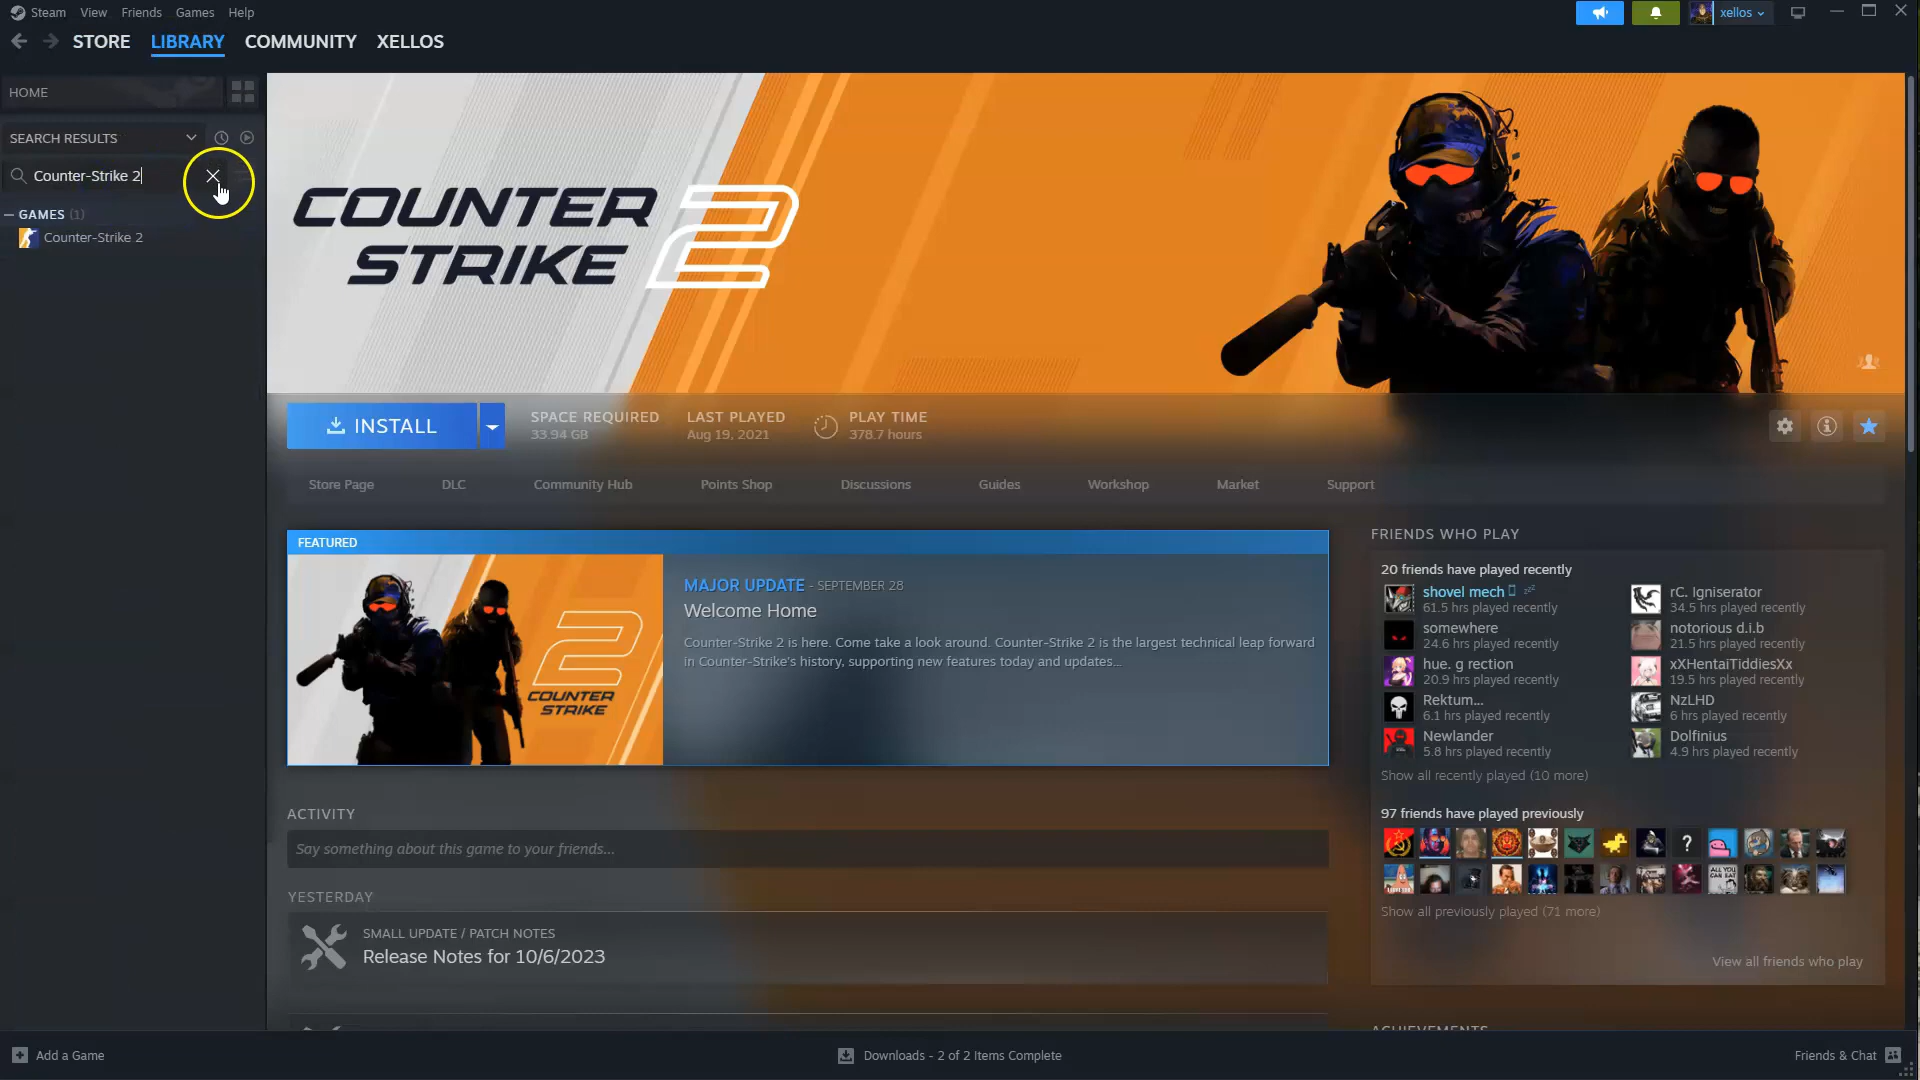 Steam View Friends Games Help
xellos
STORE LIBRARY COMMUNITY XELLOS
HOME
SEARCH RESULTS
Counter-Strike 2
GAMES (1)
Counter-Strike 2
COUNTER
STRIKE 2
INSTALL
SPACE REQUIRED
33.94 GB
LAST PLAYED
Aug 19, 2021
PLAY TIME
378.7 hours
Store Page DLC Community Hub Points Shop Discussions Guides Workshop Market Support
FEATURED
2
COUNTER
STRIKE
MAJOR UPDATE - SEPTEMBER 28
Welcome Home
Counter-Strike 2 is here. Come take a look around. Counter-Strike 2 is the largest technical leap forward
in Counter-Strike's history, supporting new features today and updates...
ACTIVITY
Say something about this game to your friends...
YESTERDAY
SMALL UPDATE / PATCH NOTES
Release Notes for 10/6/2023
FRIENDS WHO PLAY
20 friends have played recently
shovel mech zzz
61.5 hrs played recently
rC. Igniserator
34.5 hrs played recently
somewhere
24.6 hrs played recently
notorious d.i.b
21.5 hrs played recently
hue. g rection
20.9 hrs played recently
xXHentaiTiddiesXx
19.5 hrs played recently
Rektum...
6.1 hrs played recently
NzLHD
6 hrs played recently
Newlander
5.8 hrs played recently
Dolfinius
4.9 hrs played recently
Show all recently played (10 more)
97 friends have played previously
?
ALL YOU
CAN EAT
Show all previously played (71 more)
View all friends who play
ACHIEVEMENTS
Add a Game
Downloads - 2 of 2 Items Complete
Friends & Chat